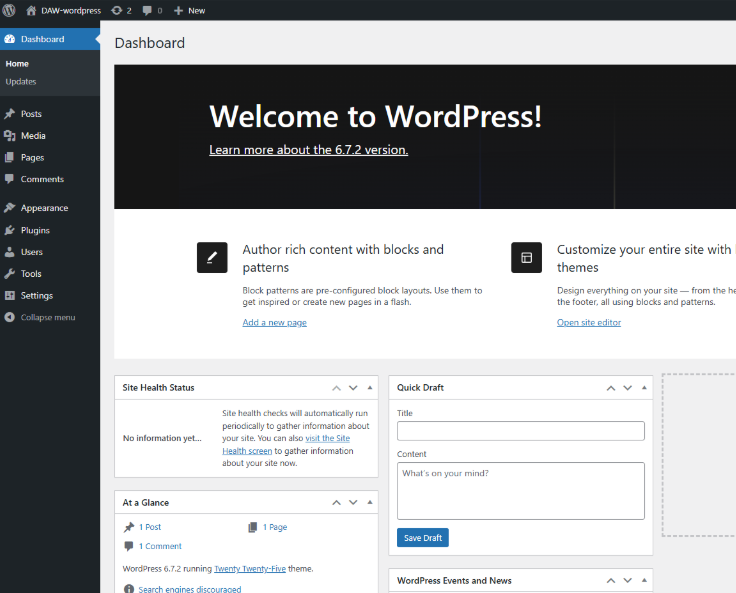 DAW-wordpress 2 0 New
Dashboard
Home
Updates
Posts
Media
Pages
Comments
Appearance
Plugins
Users
Tools
Settings
Collapse menu
Dashboard
Welcome to WordPress!
Learn more about the 6.7.2 version.
Author rich content with blocks and
patterns
Block patterns are pre-configured block layouts. Use them to
get inspired or create new pages in a flash.
Add a new page
Customize your entire site with
themes
Design everything on your site — from the
the footer, all using blocks and patterns.
Open site editor
Site Health Status
No information yet...
Site health checks will automatically run
periodically to gather information about
your site. You can also visit the Site
Health screen to gather information
about your site now.
At a Glance
1 Post
1 Page
1 Comment
WordPress 6.7.2 running Twenty Twenty-Five theme.
Search engines discouraged
Quick Draft
Title
Content
What's on your mind?
Save Draft
WordPress Events and News